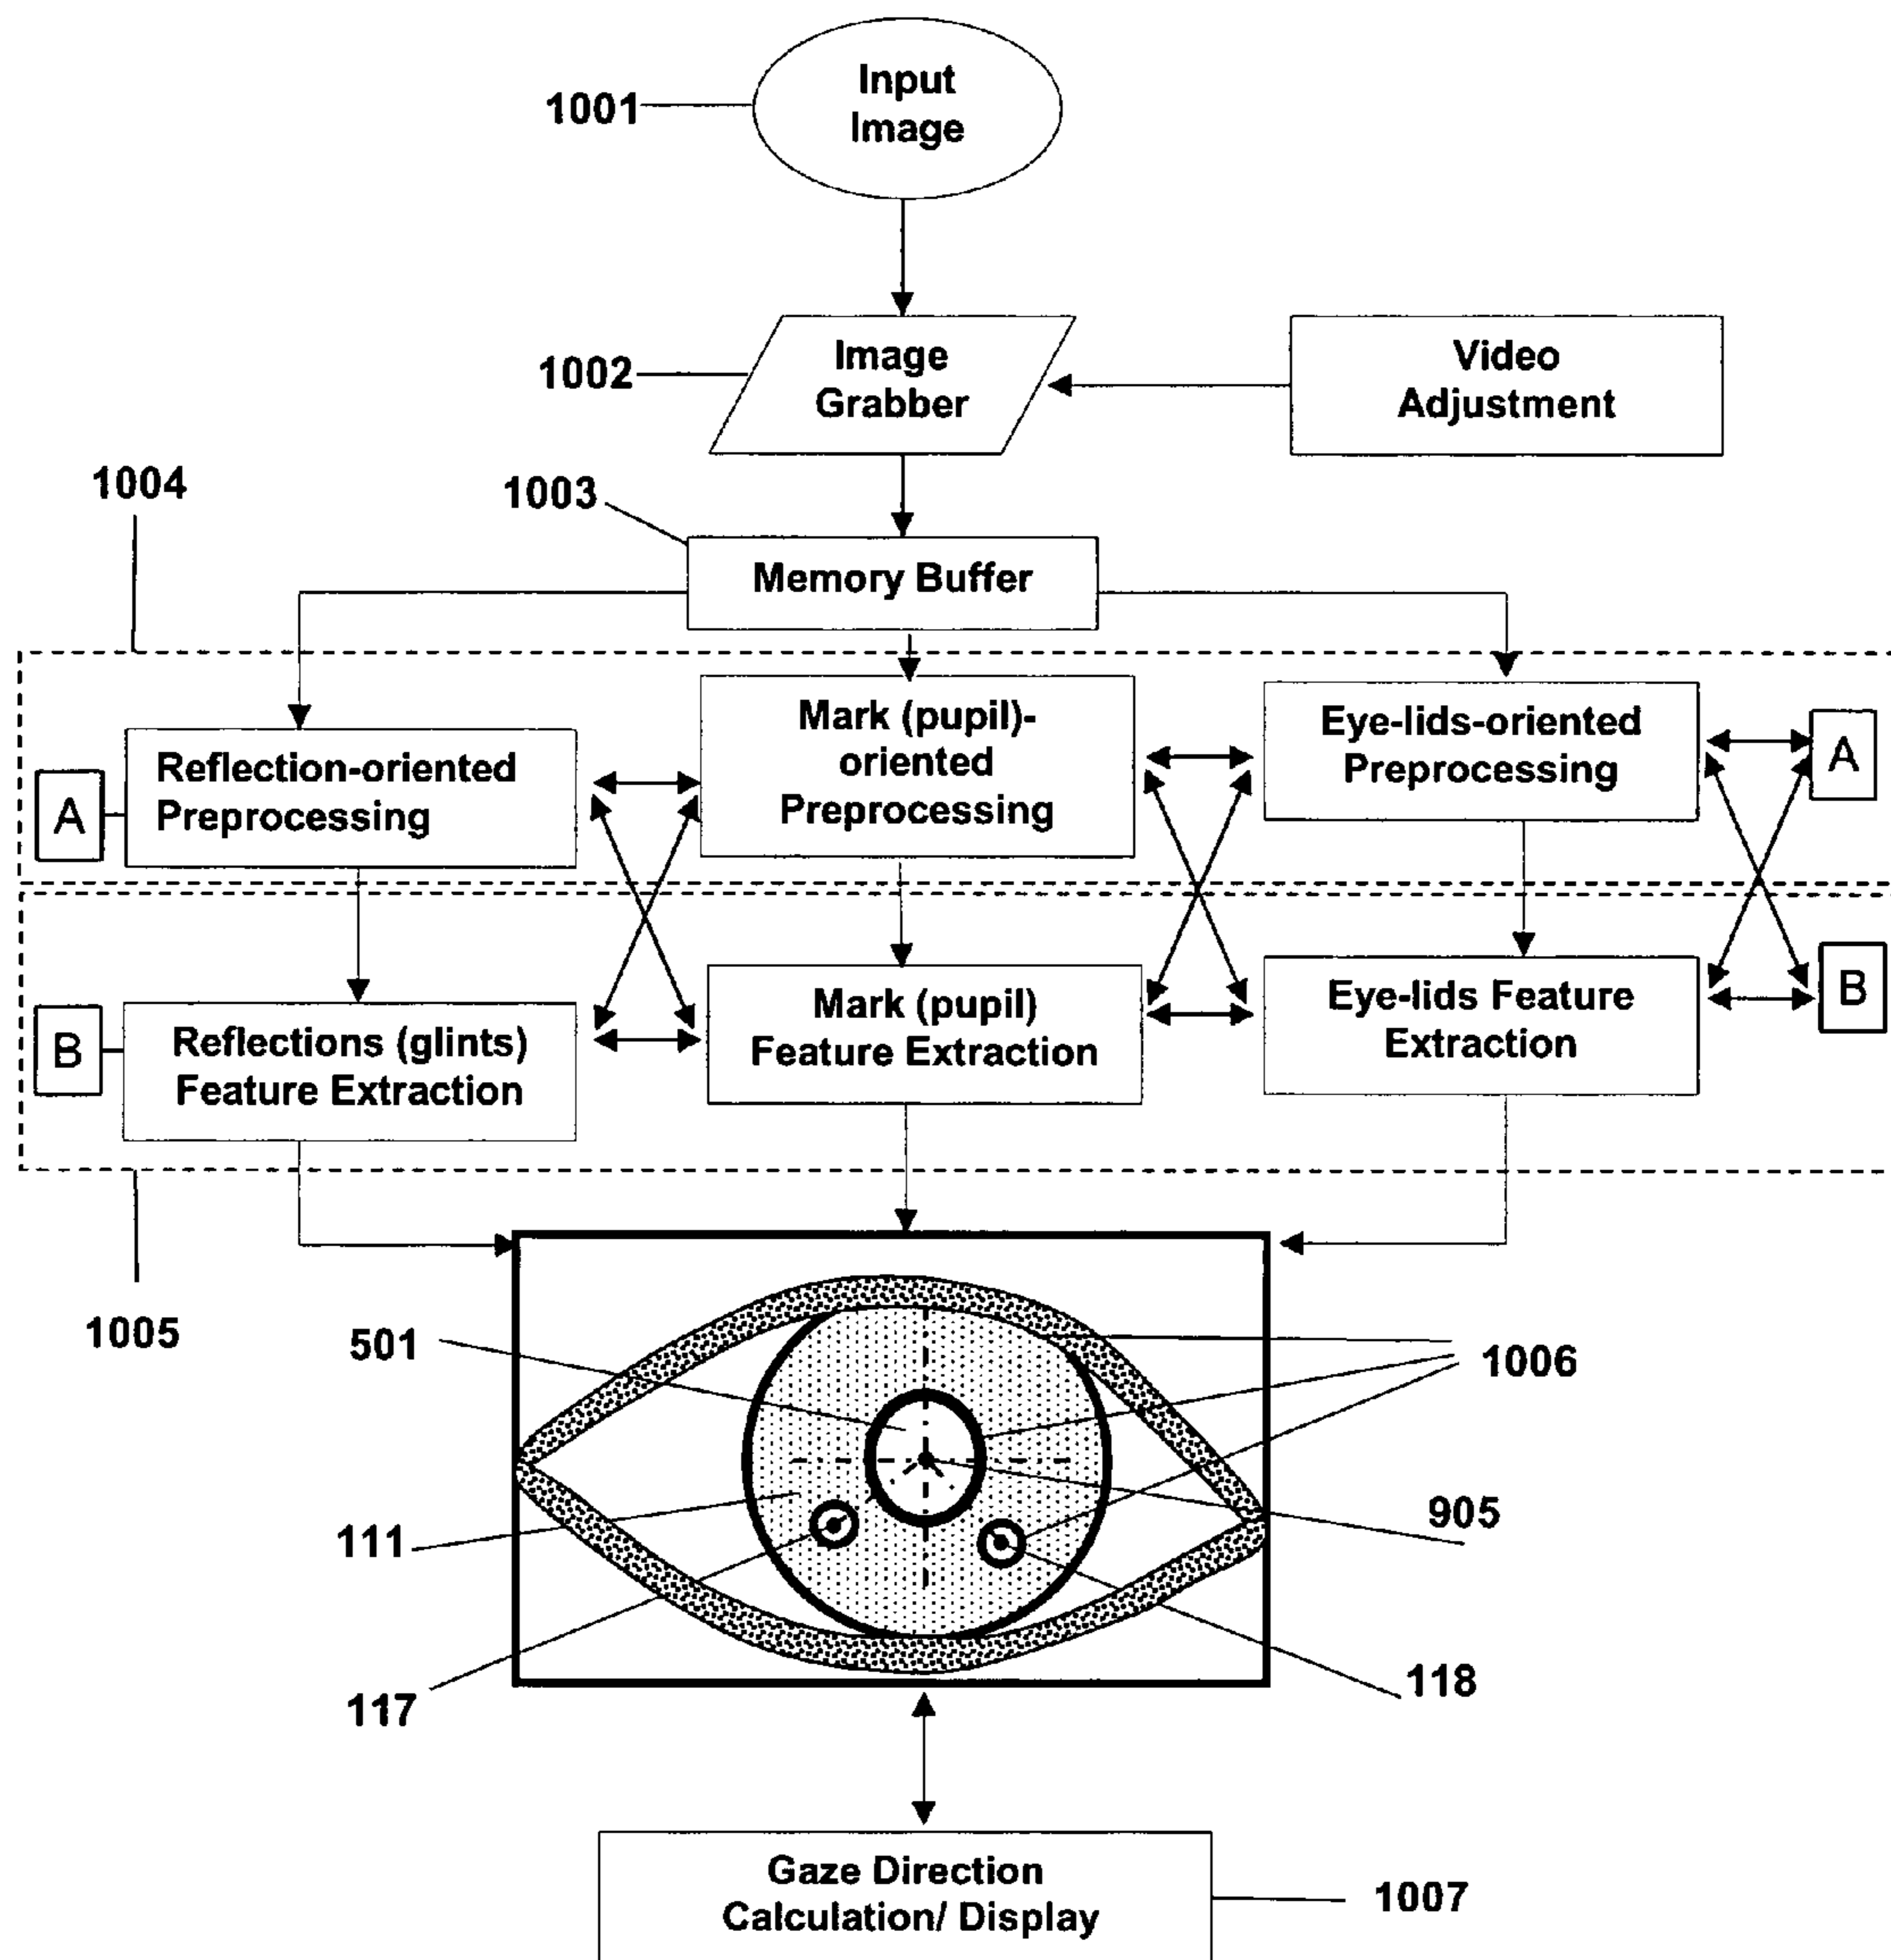 Input
Image
1001
Image
Grabber
1002
Video
Adjustment
1004
1003
Memory Buffer
Mark (pupil)-
oriented
Preprocessing
Eye-lids-oriented
Preprocessing
A
Reflection-oriented
Preprocessing
A
Mark (pupil)
Feature Extraction
Eye-lids Feature
Extraction
B
Reflections (glints)
Feature Extraction
B
1005
501
1006
905
111
117
118
Gaze Direction
Calculation/ Display
1007